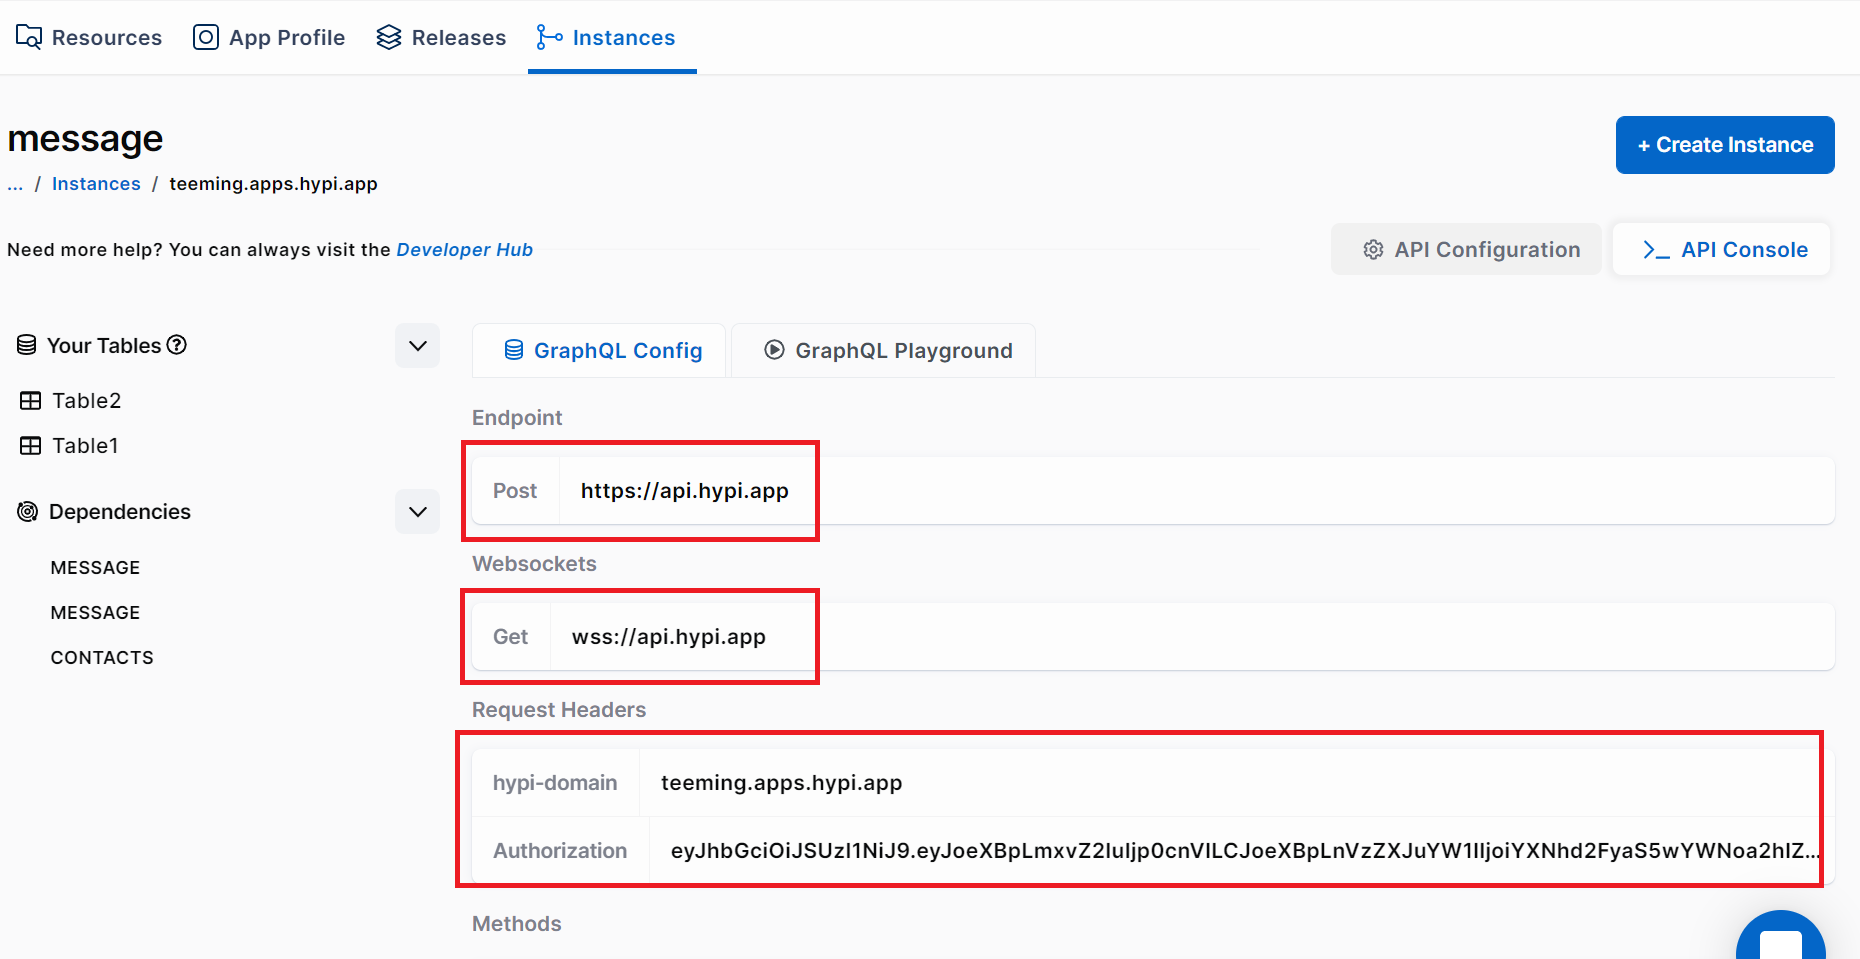 Resources App Profile Releases Instances
message
+ Create Instance
... / Instances / teeming.apps.hypi.app
Need more help? You can always visit the Developer Hub
API Configuration >_ API Console
Your Tables ?
GraphQL Config GraphQL Playground
Table2
Table1
Dependencies
MESSAGE
MESSAGE
CONTACTS
Endpoint
Post https://api.hypi.app
Websockets
Get wss://api.hypi.app
Request Headers
hypi-domain teeming.apps.hypi.app
Authorization eyJhbGciOiJSUzI1NiJ9.eyJoeXBpLmxvZ2luIjp0cnVlLCJoeXBpLnVzZXJuYW1lIjoiYXNhd2FyaS5wYWNoa2hlZ...
Methods